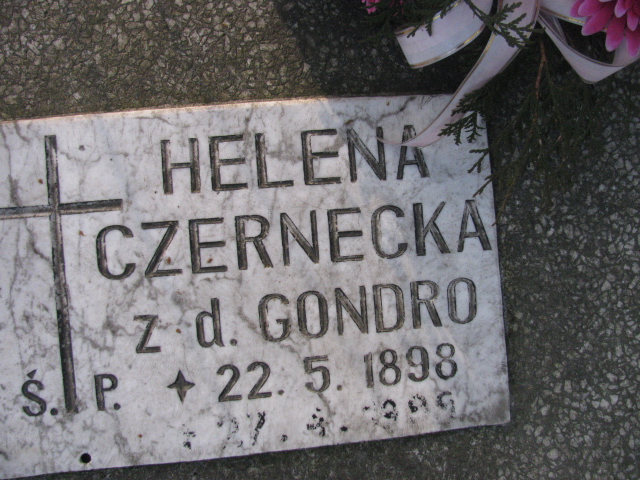 HELENA
CZERNECKA
z d. GONDRO
Ś. P. ✦ 22. 5. 1898